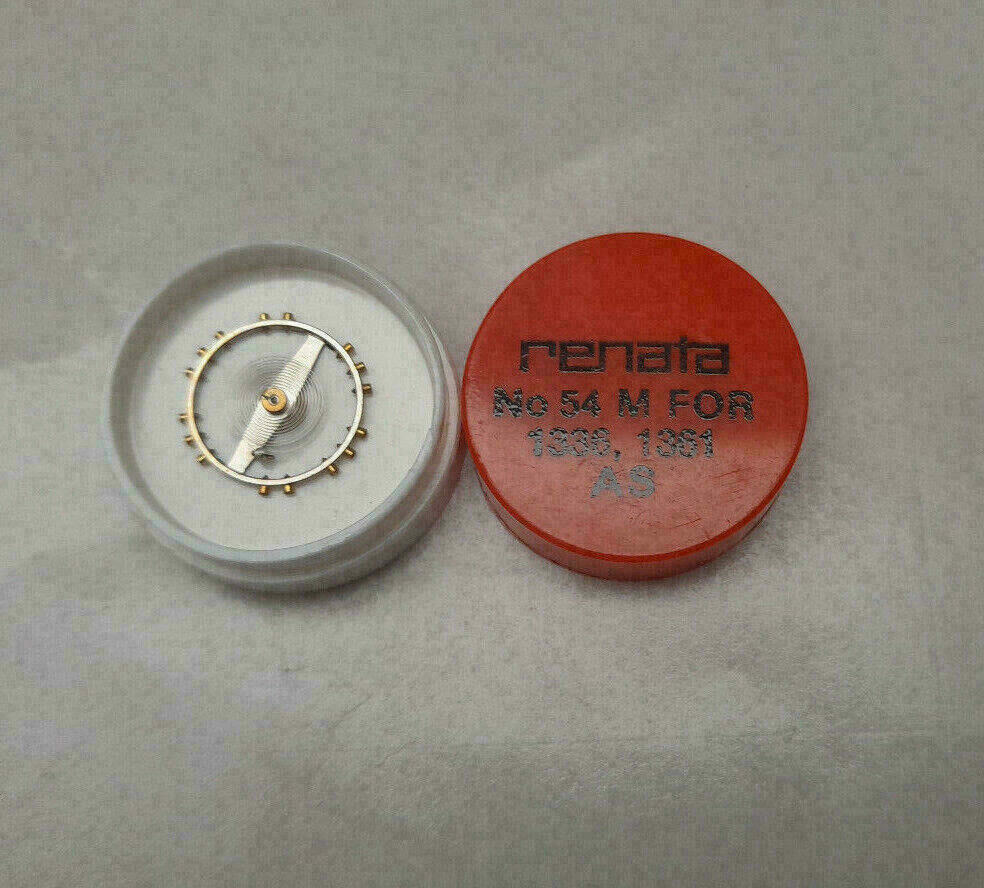 renata
No 54 M FOR
1336, 1361
AS